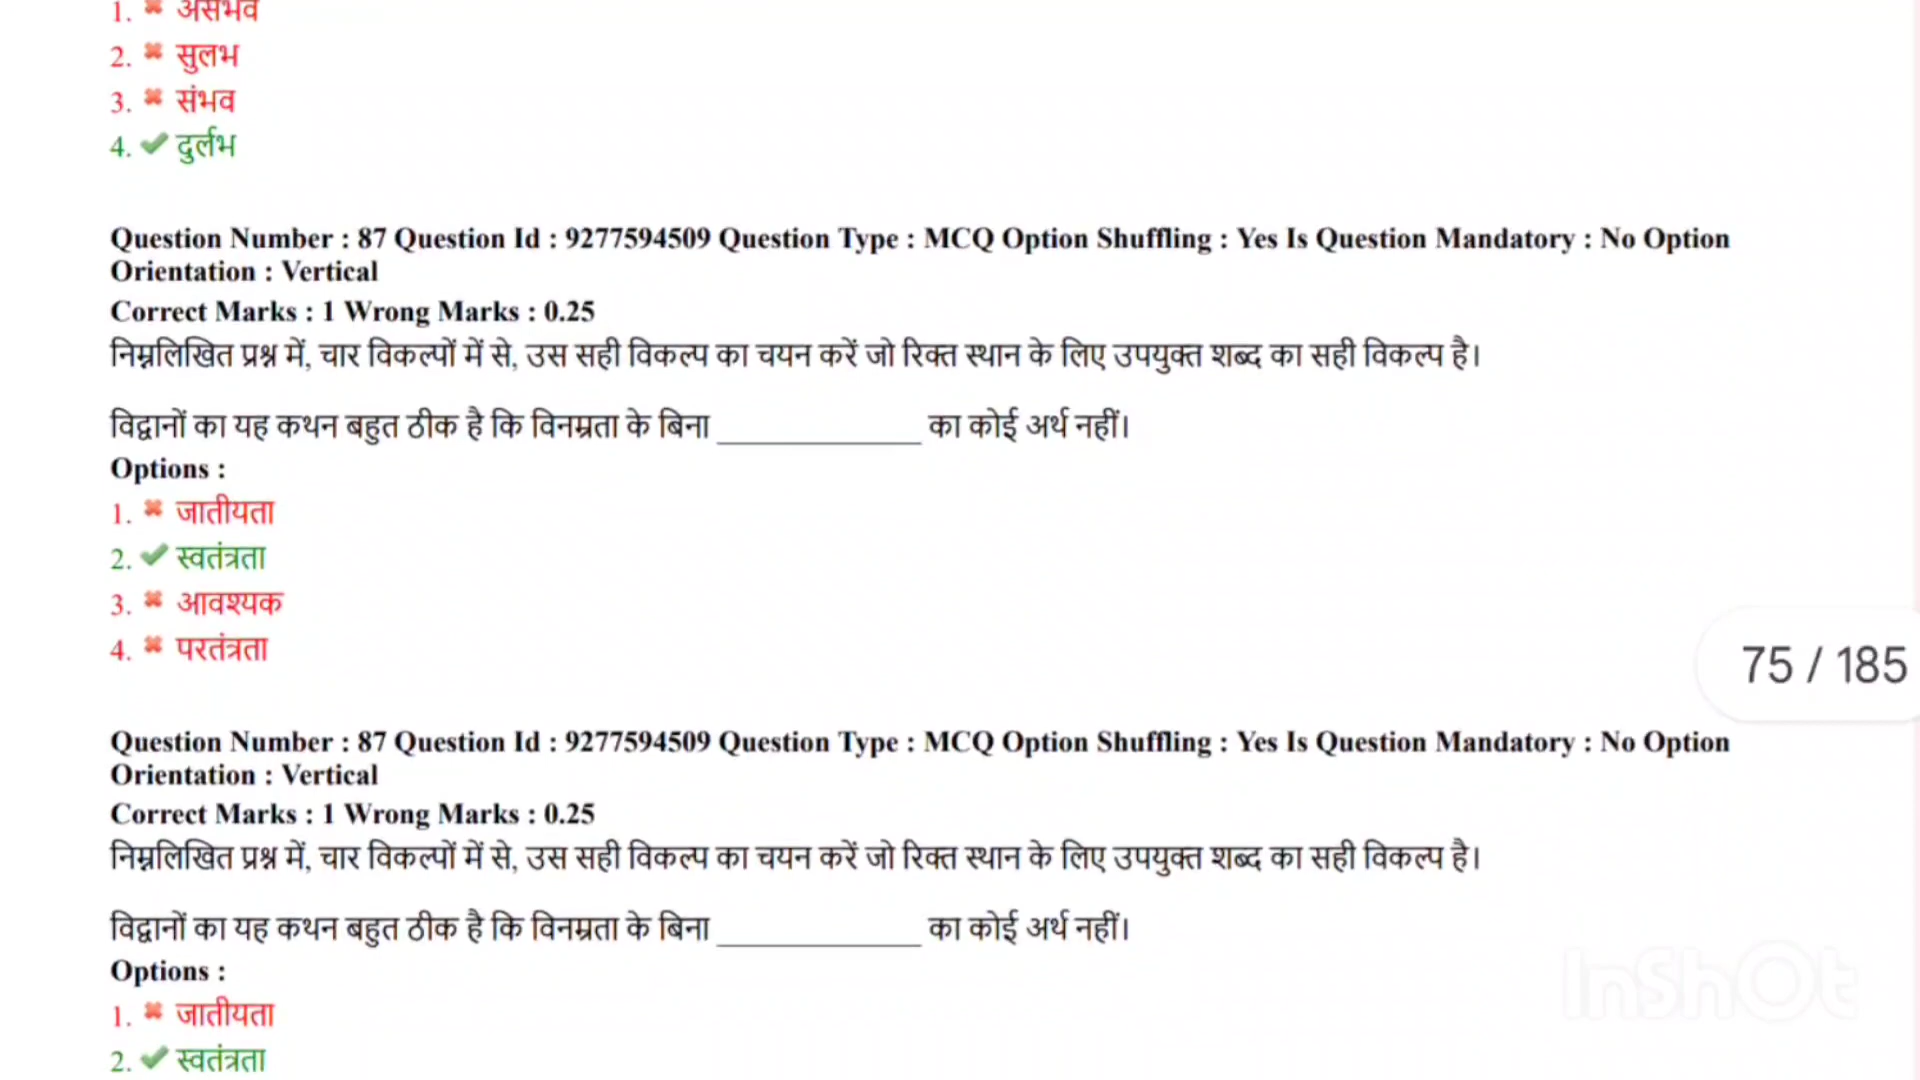 1. ✖ असंभव
2. ✖ सुलभ
3. ✖ संभव
4. ✔ दुर्लभ
Question Number : 87 Question Id : 9277594509 Question Type : MCQ Option Shuffling : Yes Is Question Mandatory : No Option
Orientation : Vertical
Correct Marks : 1 Wrong Marks : 0.25
निम्नलिखित प्रश्न में, चार विकल्पों में से, उस सही विकल्प का चयन करें जो रिक्त स्थान के लिए उपयुक्त शब्द का सही विकल्प है।
विद्वानों का यह कथन बहुत ठीक है कि विनम्रता के बिना ______________ का कोई अर्थ नहीं।
Options :
1. ✖ जातीयता
2. ✔ स्वतंत्रता
3. ✖ आवश्यक
4. ✖ परतंत्रता
75 / 185
Question Number : 87 Question Id : 9277594509 Question Type : MCQ Option Shuffling : Yes Is Question Mandatory : No Option
Orientation : Vertical
Correct Marks : 1 Wrong Marks : 0.25
निम्नलिखित प्रश्न में, चार विकल्पों में से, उस सही विकल्प का चयन करें जो रिक्त स्थान के लिए उपयुक्त शब्द का सही विकल्प है।
विद्वानों का यह कथन बहुत ठीक है कि विनम्रता के बिना ______________ का कोई अर्थ नहीं।
Options :
InShOt
1. ✖ जातीयता
2. ✔ स्वतंत्रता